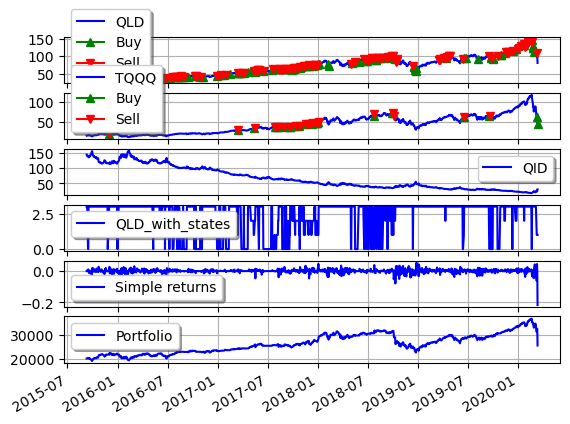 QLD
Buy
Sell
150
100
50
TQQQ
Buy
Sell
100
50
150
100
50
QID
2.5
0.0
QLD_with_states
0.0
−0.2
Simple returns
30000
20000
Portfolio
2015-07 2016-01 2016-07 2017-01 2017-07 2018-01 2018-07 2019-01 2019-07 2020-01